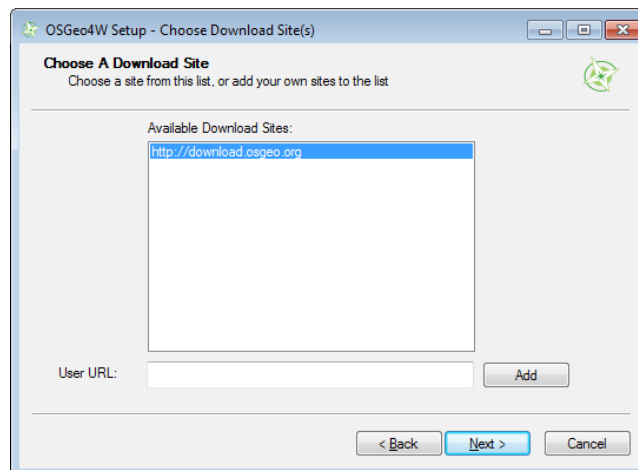 OSGeo4W Setup - Choose Download Site(s)
Choose A Download Site
Choose a site from this list, or add your own sites to the list
Available Download Sites:
http://download.osgeo.org
User URL:
Add
< Back
Next >
Cancel